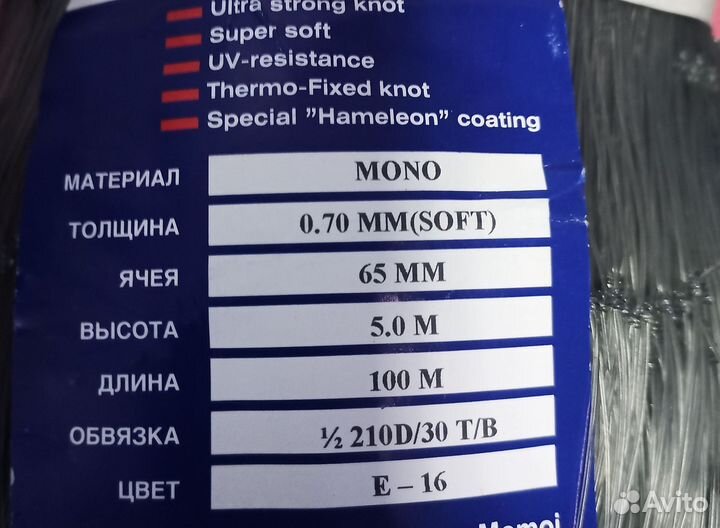 Ultra strong knot
Super soft
UV-resistance
Thermo-Fixed knot
Special "Hameleon" coating
МАТЕРИАЛ MONO
ТОЛЩИНА 0.70 MM(SOFT)
ЯЧЕЯ 65 MM
ВЫСОТА 5.0 M
ДЛИНА 100 M
ОБВЯЗКА ½ 210D/30 T/B
ЦВЕТ E – 16
Momoi
Avito